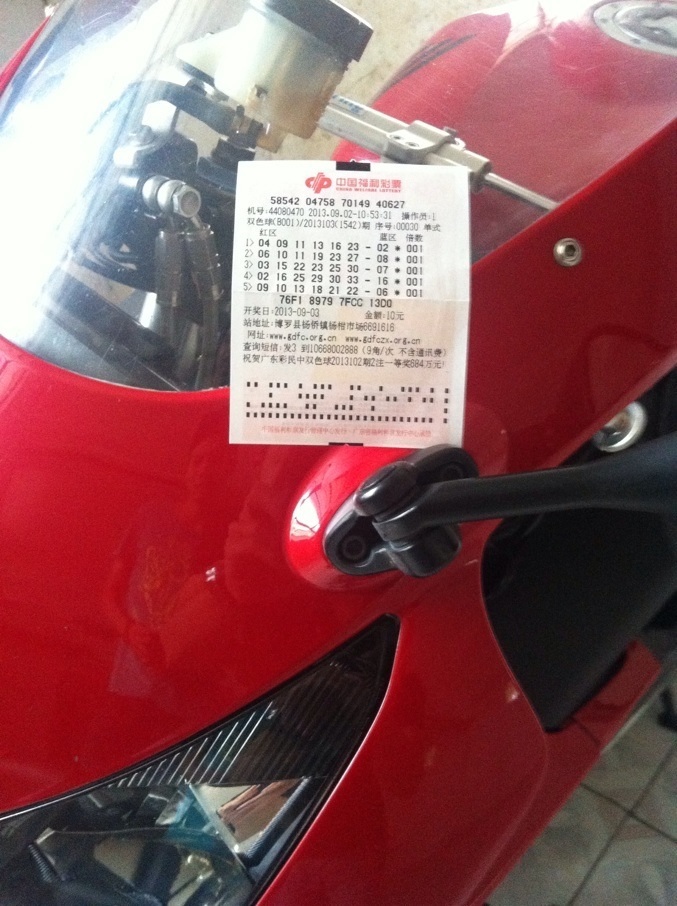 中国福利彩票
CHINA WELFARE LOTTERY
58542 04758 70149 40627
机号:44080470 2013.09.02-10:53:31 操作员:1
双色球(B001)/2013103(1542)期 序号:00030 单式
红区 蓝区 倍数
1> 04 09 11 13 16 23 - 02 * 001
2> 06 10 11 19 23 27 - 08 * 001
3> 03 15 22 23 25 30 - 07 * 001
4> 02 16 25 29 30 33 - 16 * 001
5> 09 10 13 18 21 22 - 06 * 001
76F1 8979 7FCC 13D0
开奖日:2013-09-03 金额:10元
站地址:博罗县杨侨镇杨柑市场6691616
网址:www.gdfc.org.cn www.gdfczx.org.cn
查询短信:发3 到10668002888 (9角/次 不含通讯费)
祝贺广东彩民中双色球2013102期2注一等奖884万元!